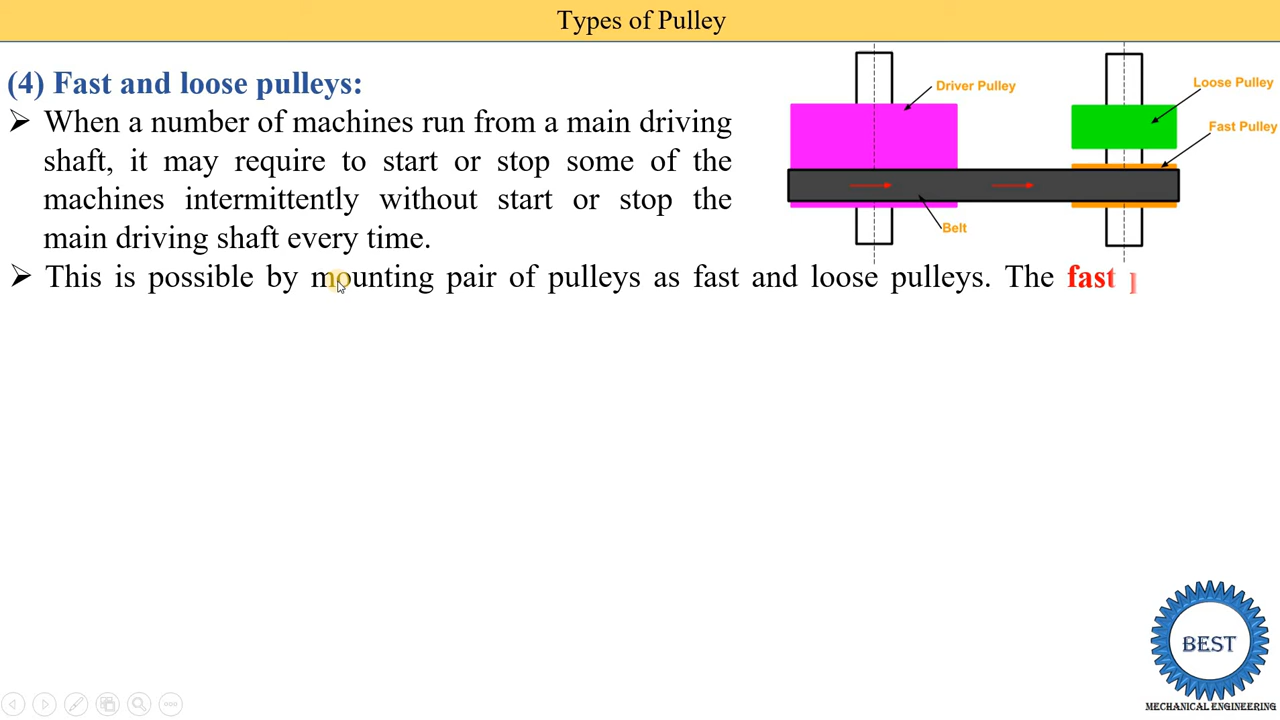 Types of Pulley
(4) Fast and loose pulleys:
➢ When a number of machines run from a main driving
shaft, it may require to start or stop some of the
machines intermittently without start or stop the
main driving shaft every time.
➢ This is possible by mounting pair of pulleys as fast and loose pulleys. The fast
Driver Pulley
Loose Pulley
Fast Pulley
Belt
BEST
MECHANICAL ENGINEERING